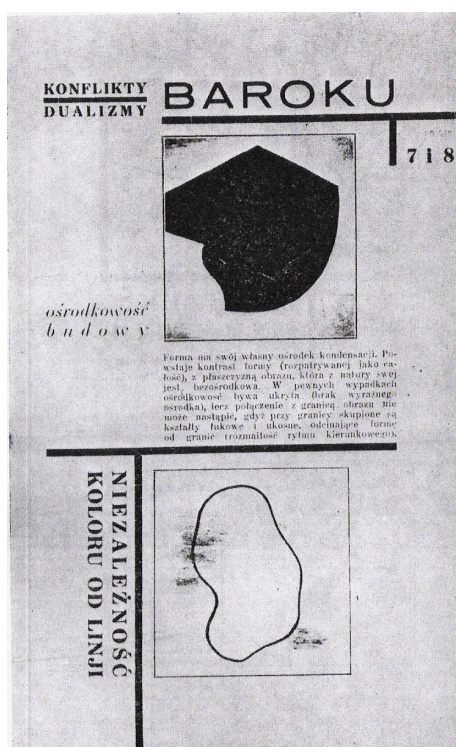 KONFLIKTY
DUALIZMY
BAROKU
7 i 8
ośrodkowość
budowy
Forma ma swój własny ośrodek kondensacji. Po-
wstaje kontrast formy (rozpatrywanej jako ca-
łość), z płaszczyzną obrazu, która z natury swej
jest bezośrodkowa. W pewnych wypadkach
ośrodkowość bywa ukryta (brak wyraźnego
ośrodka), lecz połączenie z granicą obrazu nie
może nastąpić, gdyż przy granicy skupione są
kształty łukowe i ukośne, odcinające formę
od granic (rozmaitość rytmu kierunkowego).
NIEZALEŻNOŚĆ
KOLORU OD LINJI